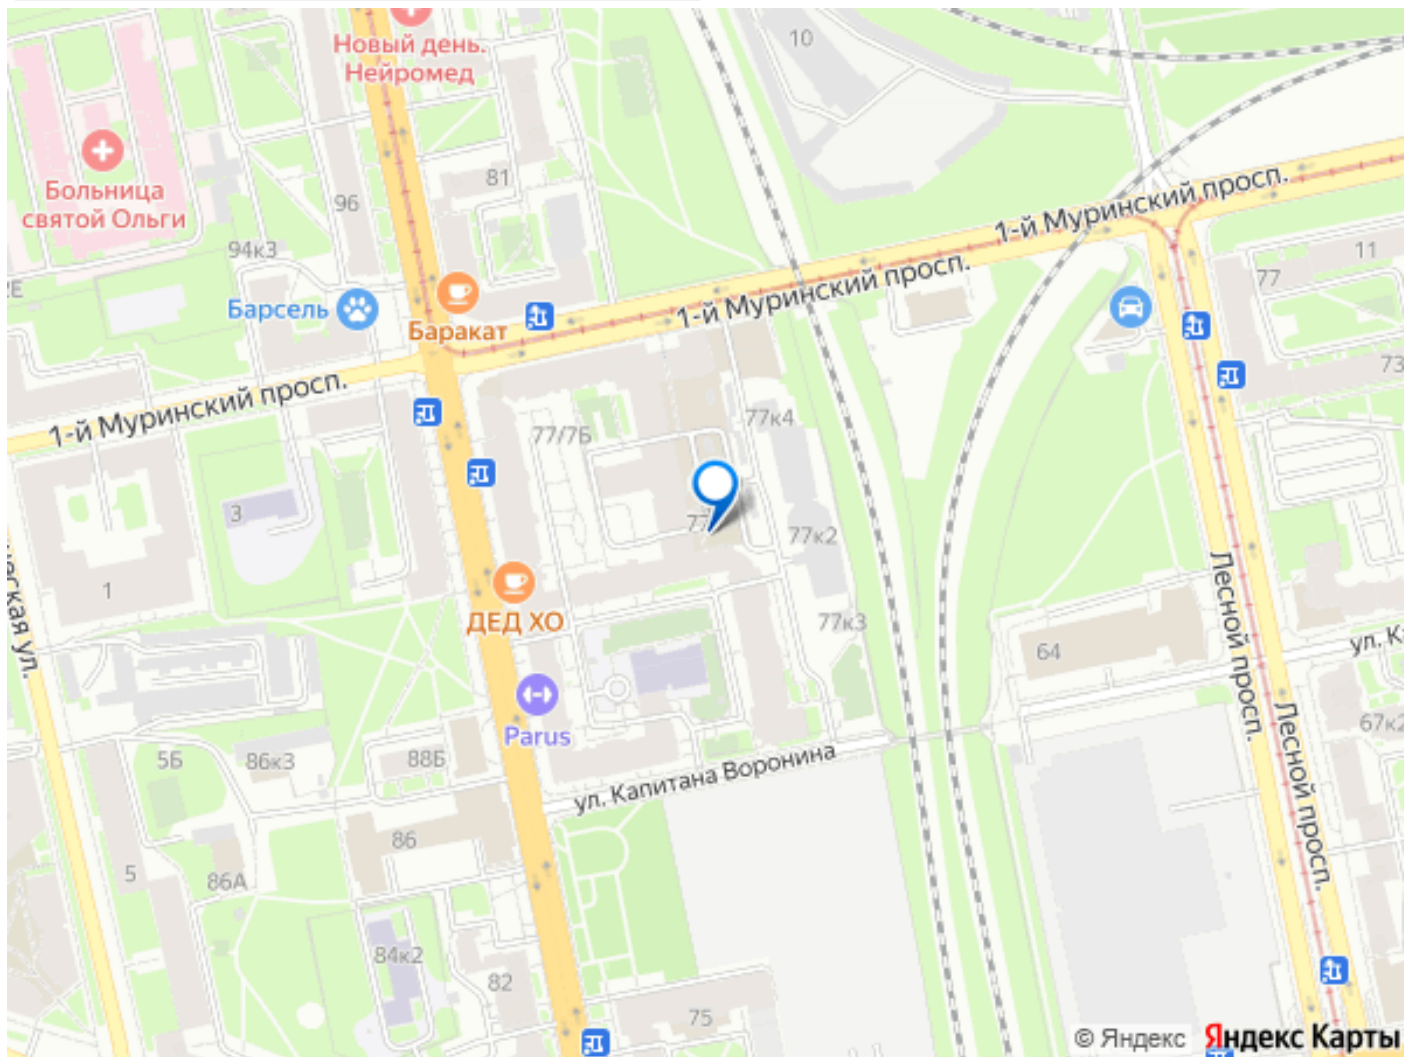 10
Новый день.
Нейромед
Больница
святой Ольги
81
96
94к3
Барсель
Баракат
1-й Муринский просп.
1-й Муринский просп.
1-й Муринский просп.
11
77
73
77/7Б
77к4
77к2
77к3
3
1
ДЕД ХО
Parus
64
Лесной просп.
Лесной просп.
67к2
5Б
86к3
88Б
ул. Капитана Воронина
86
86А
5
84к2
82
75
© Яндекс
Яндекс Карты